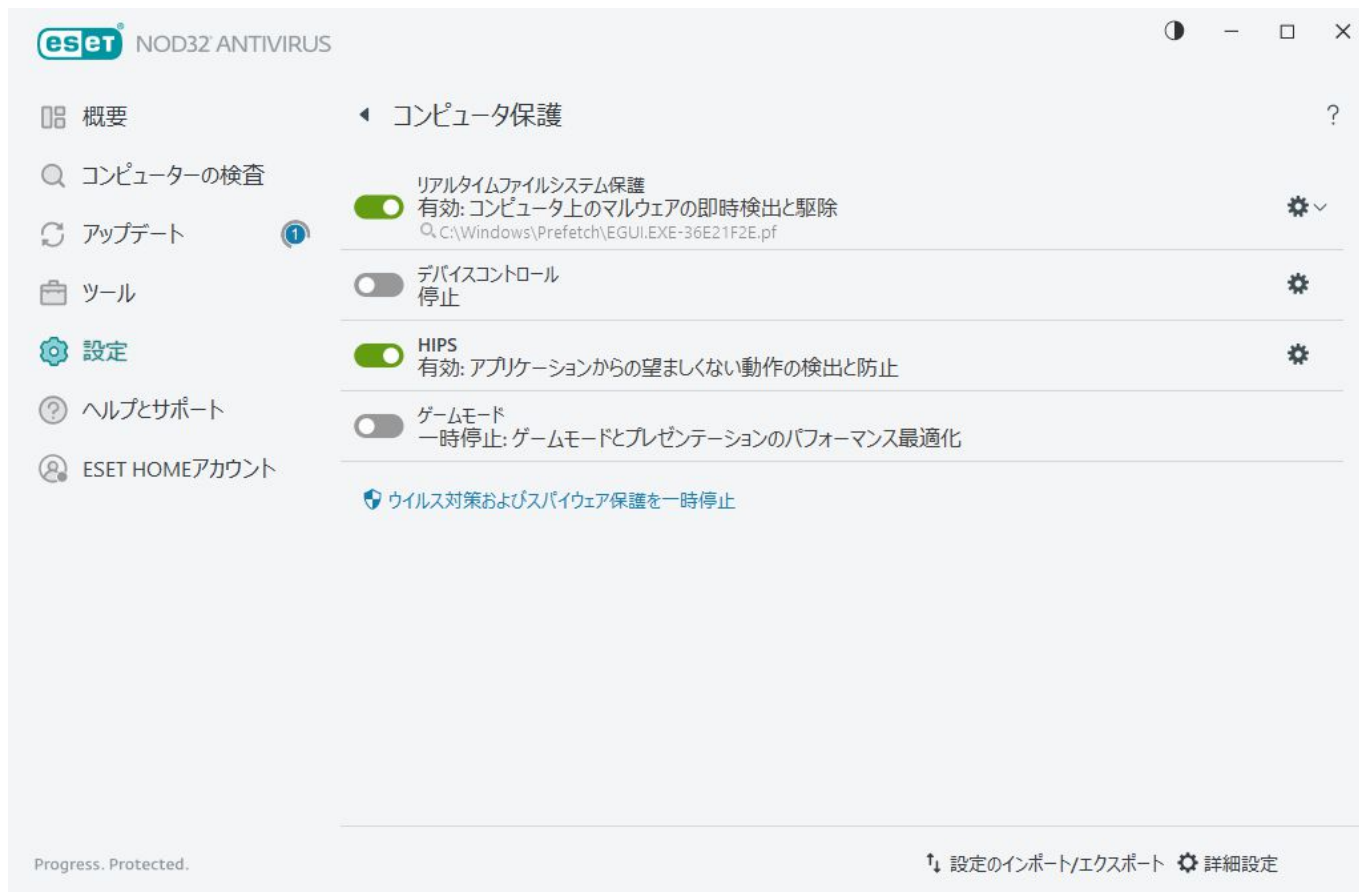 eseT® NOD32® ANTIVIRUS
概要
コンピューターの検査
アップデート 1
ツール
設定
ヘルプとサポート
ESET HOMEアカウント
コンピュータ保護 ?
リアルタイムファイルシステム保護
有効: コンピュータ上のマルウェアの即時検出と駆除
C:\Windows\Prefetch\EGUI.EXE-36E21F2E.pf
デバイスコントロール
停止
HIPS
有効: アプリケーションからの望ましくない動作の検出と防止
ゲームモード
一時停止: ゲームモードとプレゼンテーションのパフォーマンス最適化
ウイルス対策およびスパイウェア保護を一時停止
Progress. Protected.
設定のインポート/エクスポート 詳細設定